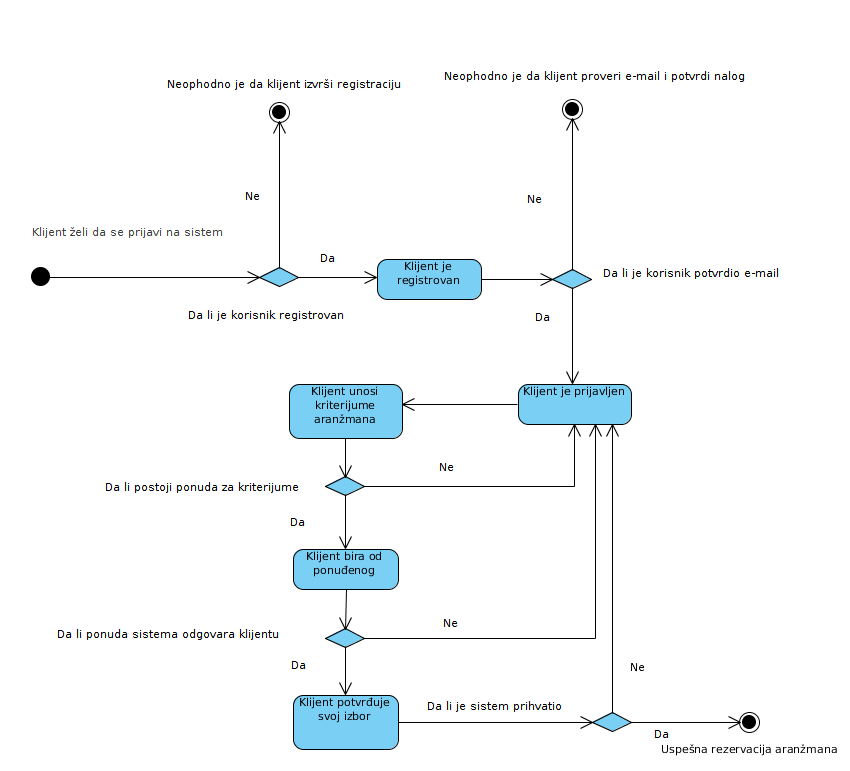 Neophodno je da klijent proveri e-mail i potvrdi nalog
Neophodno je da klijent izvrši registraciju
Ne
Ne
Klijent želi da se prijavi na sistem
Da
Klijent je
registrovan
Da li je korisnik potvrdio e-mail
Da li je korisnik registrovan
Da
Klijent unosi
kriterijume
aranžmana
Klijent je prijavljen
Ne
Da li postoji ponuda za kriterijume
Da
Klijent bira od
ponuđenog
Ne
Da li ponuda sistema odgovara klijentu
Da
Ne
Klijent potvrđuje
svoj izbor
Da li je sistem prihvatio
Da
Uspešna rezervacija aranžmana